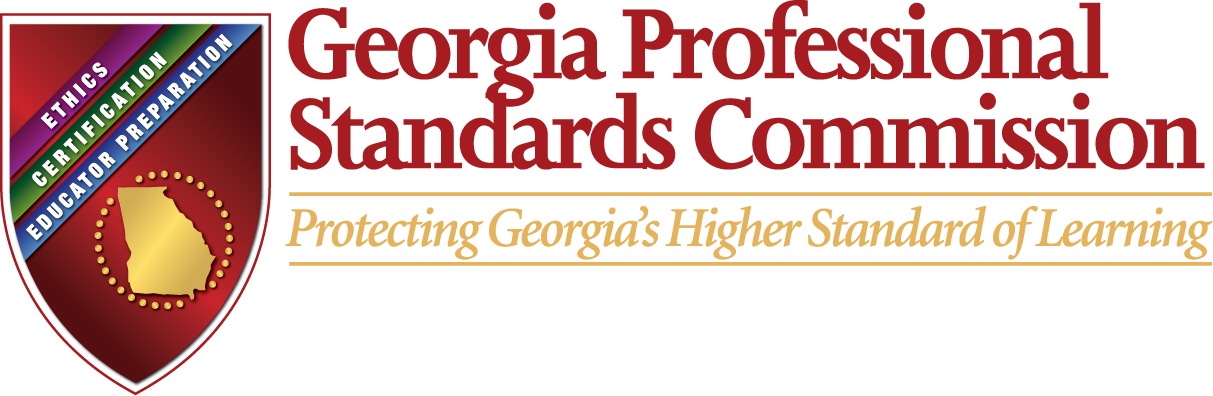 ETHICS
CERTIFICATION
EDUCATOR PREPARATION
Georgia Professional
Standards Commission
Protecting Georgia's Higher Standard of Learning